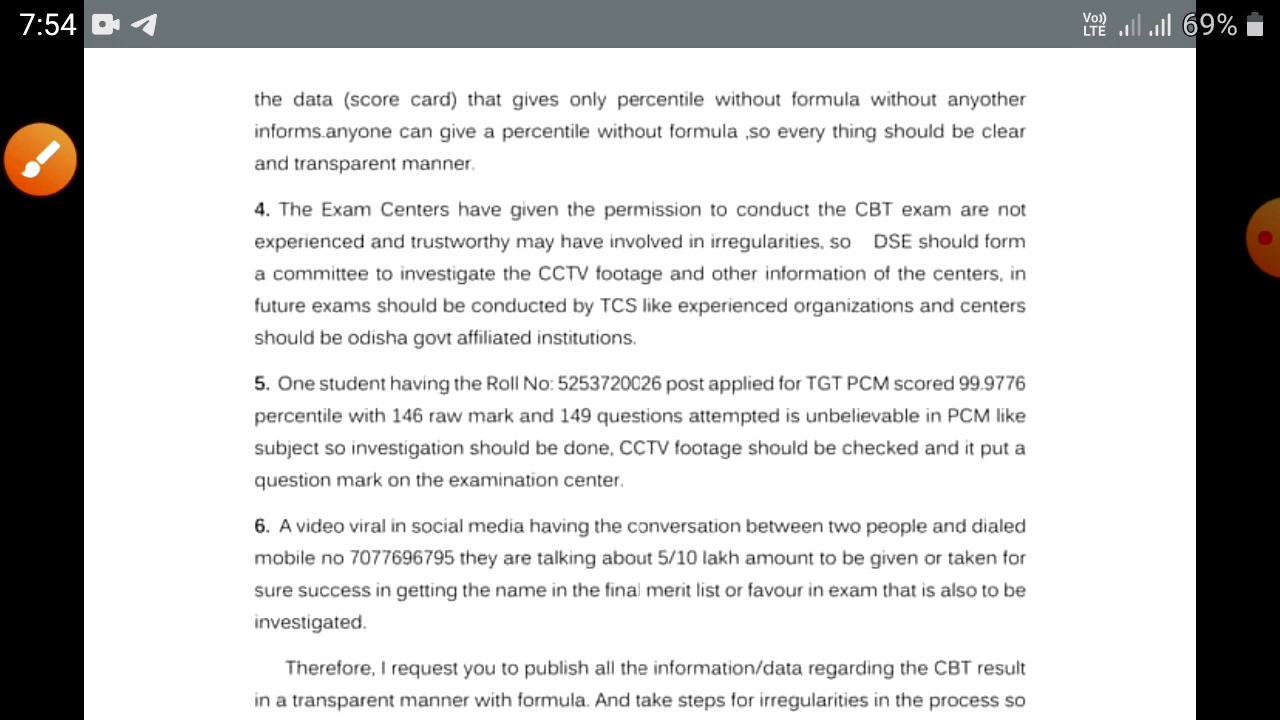 7:54 Vo)) LTE 69%
the data (score card) that gives only percentile without formula without anyother
informs.anyone can give a percentile without formula ,so every thing should be clear
and transparent manner.
4. The Exam Centers have given the permission to conduct the CBT exam are not
experienced and trustworthy may have involved in irregularities, so DSE should form
a committee to investigate the CCTV footage and other information of the centers, in
future exams should be conducted by TCS like experienced organizations and centers
should be odisha govt affiliated institutions.
5. One student having the Roll No: 5253720026 post applied for TGT PCM scored 99.9776
percentile with 146 raw mark and 149 questions attempted is unbelievable in PCM like
subject so investigation should be done, CCTV footage should be checked and it put a
question mark on the examination center.
6. A video viral in social media having the conversation between two people and dialed
mobile no 7077696795 they are talking about 5/10 lakh amount to be given or taken for
sure success in getting the name in the final merit list or favour in exam that is also to be
investigated.
Therefore, I request you to publish all the information/data regarding the CBT result
in a transparent manner with formula. And take steps for irregularities in the process so